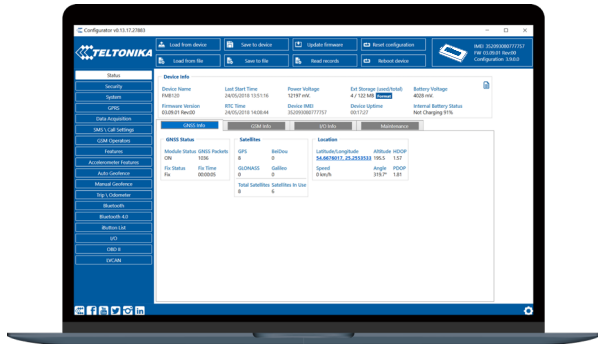 Configurator v0.13.17.27883
TELTONIKA
Load from device
Save to device
Update firmware
Reset configuration
Load from file
Save to file
Read records
Reboot device
IMEI 352093080777757
FW 03.09.01 Rev:00
Configuration 1.9.0.0
Status
Security
System
GPRS
Data Acquisition
SMS \ Call Settings
GSM Operators
Features
Accelerometer Features
Auto Geofence
Manual Geofence
Trip \ Odometer
Bluetooth
Bluetooth 4.0
iButton List
I/O
OBD II
LVCAN
Device Info
Device Name Last Start Time Power Voltage Ext Storage (used/total) Battery Voltage
FMB120 24/05/2018 13:51:16 12197 mV. 4 / 122 MB Format 4028 mV.
Firmware Version RTC Time Device IMEI Device Uptime Internal Battery Status
03.09.01 Rev:00 24/05/2018 14:08:44 352093080777757 00:17:27 Not Charging 91%
GNSS Info GSM Info I/O Info Maintenance
GNSS Status
Module Status GNSS Packets
ON 1036
Fix Status Fix Time
Fix 00:00:05
Satellites
GPS BeiDou
8 0
GLONASS Galileo
0 0
Total Satellites Satellites In Use
8 6
Location
Latitude/Longitude Altitude HDOP
54.6678017, 25.2553533 195.5 1.57
Speed Angle PDOP
0 km/h 319.7° 1.81